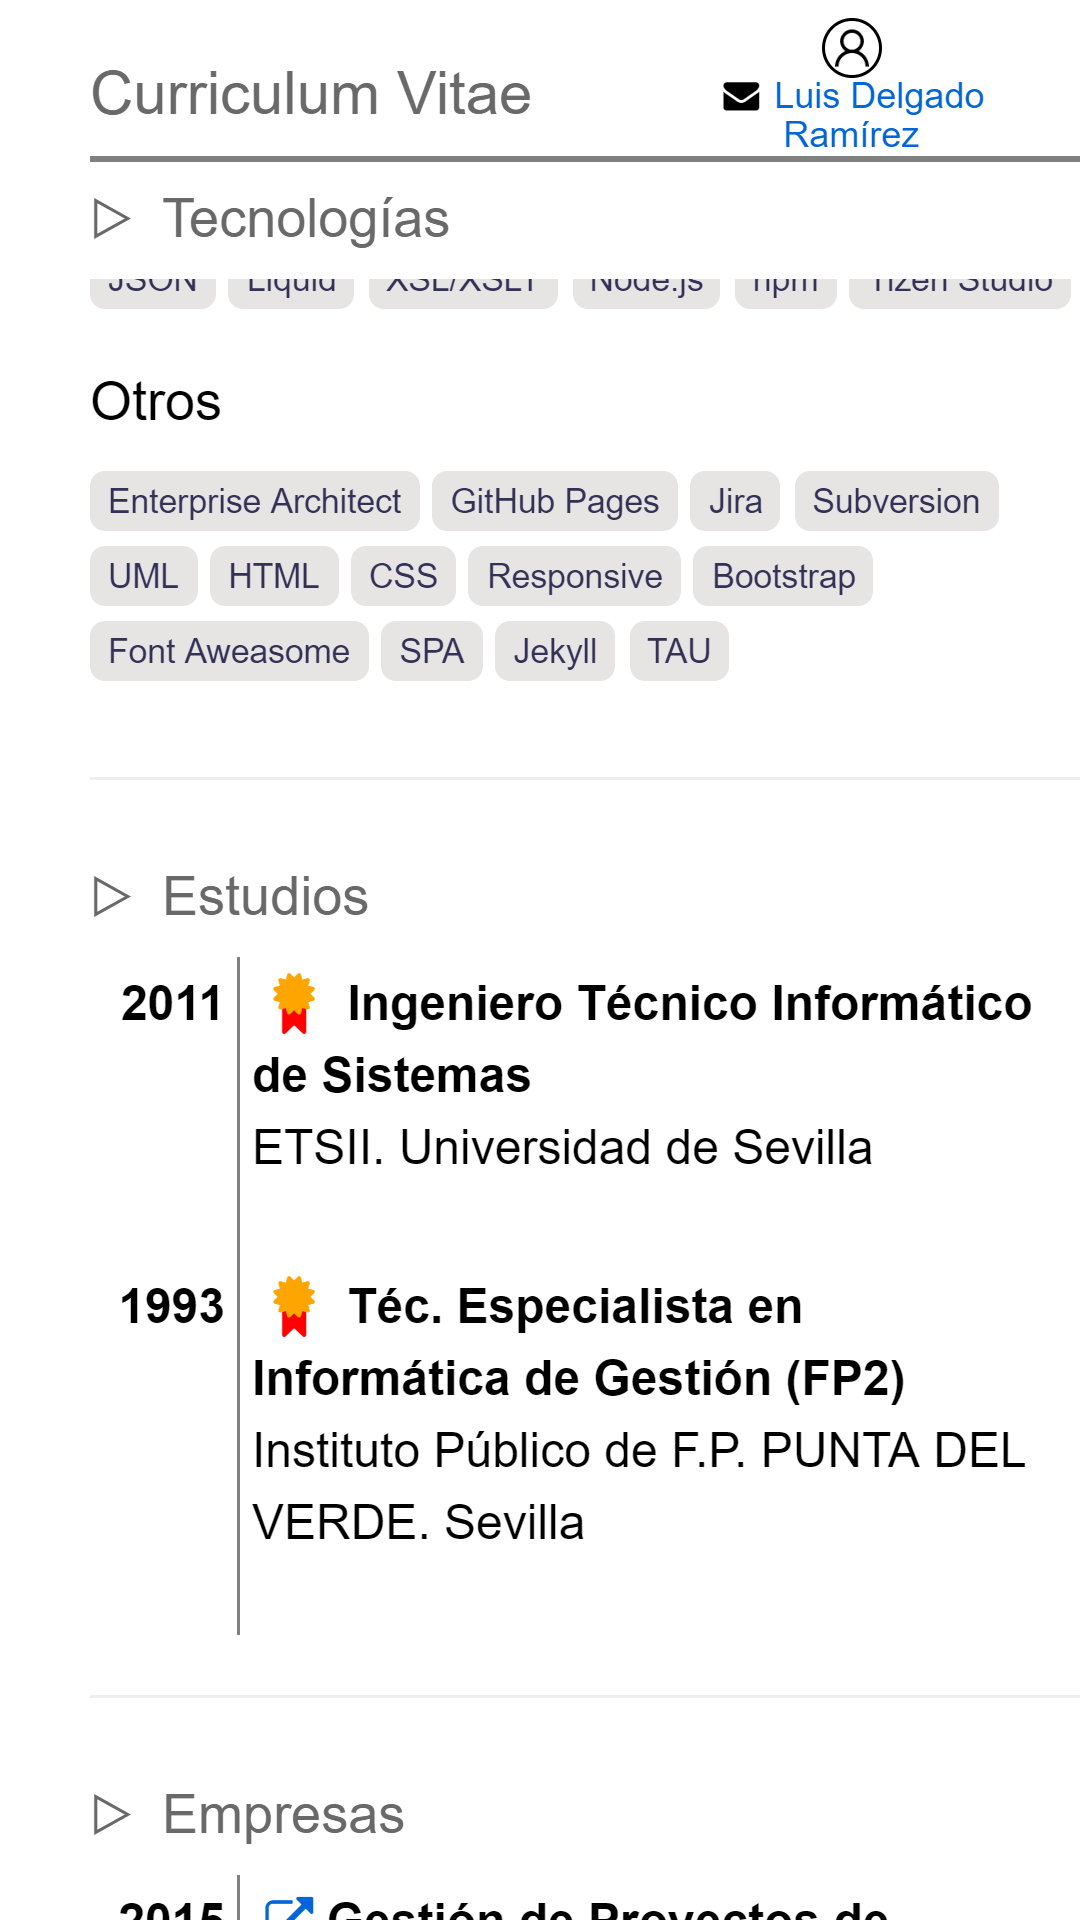 Curriculum Vitae
Luis Delgado
Ramírez
Tecnologías
JSON Liquid XSL/XSLT Node.js npm Tizen Studio
Otros
Enterprise Architect GitHub Pages Jira Subversion
UML HTML CSS Responsive Bootstrap
Font Aweasome SPA Jekyll TAU
Estudios
2011 Ingeniero Técnico Informático
de Sistemas
ETSII. Universidad de Sevilla
1993 Téc. Especialista en
Informática de Gestión (FP2)
Instituto Público de F.P. PUNTA DEL
VERDE. Sevilla
Empresas
2015 Gestión de Proyectos de